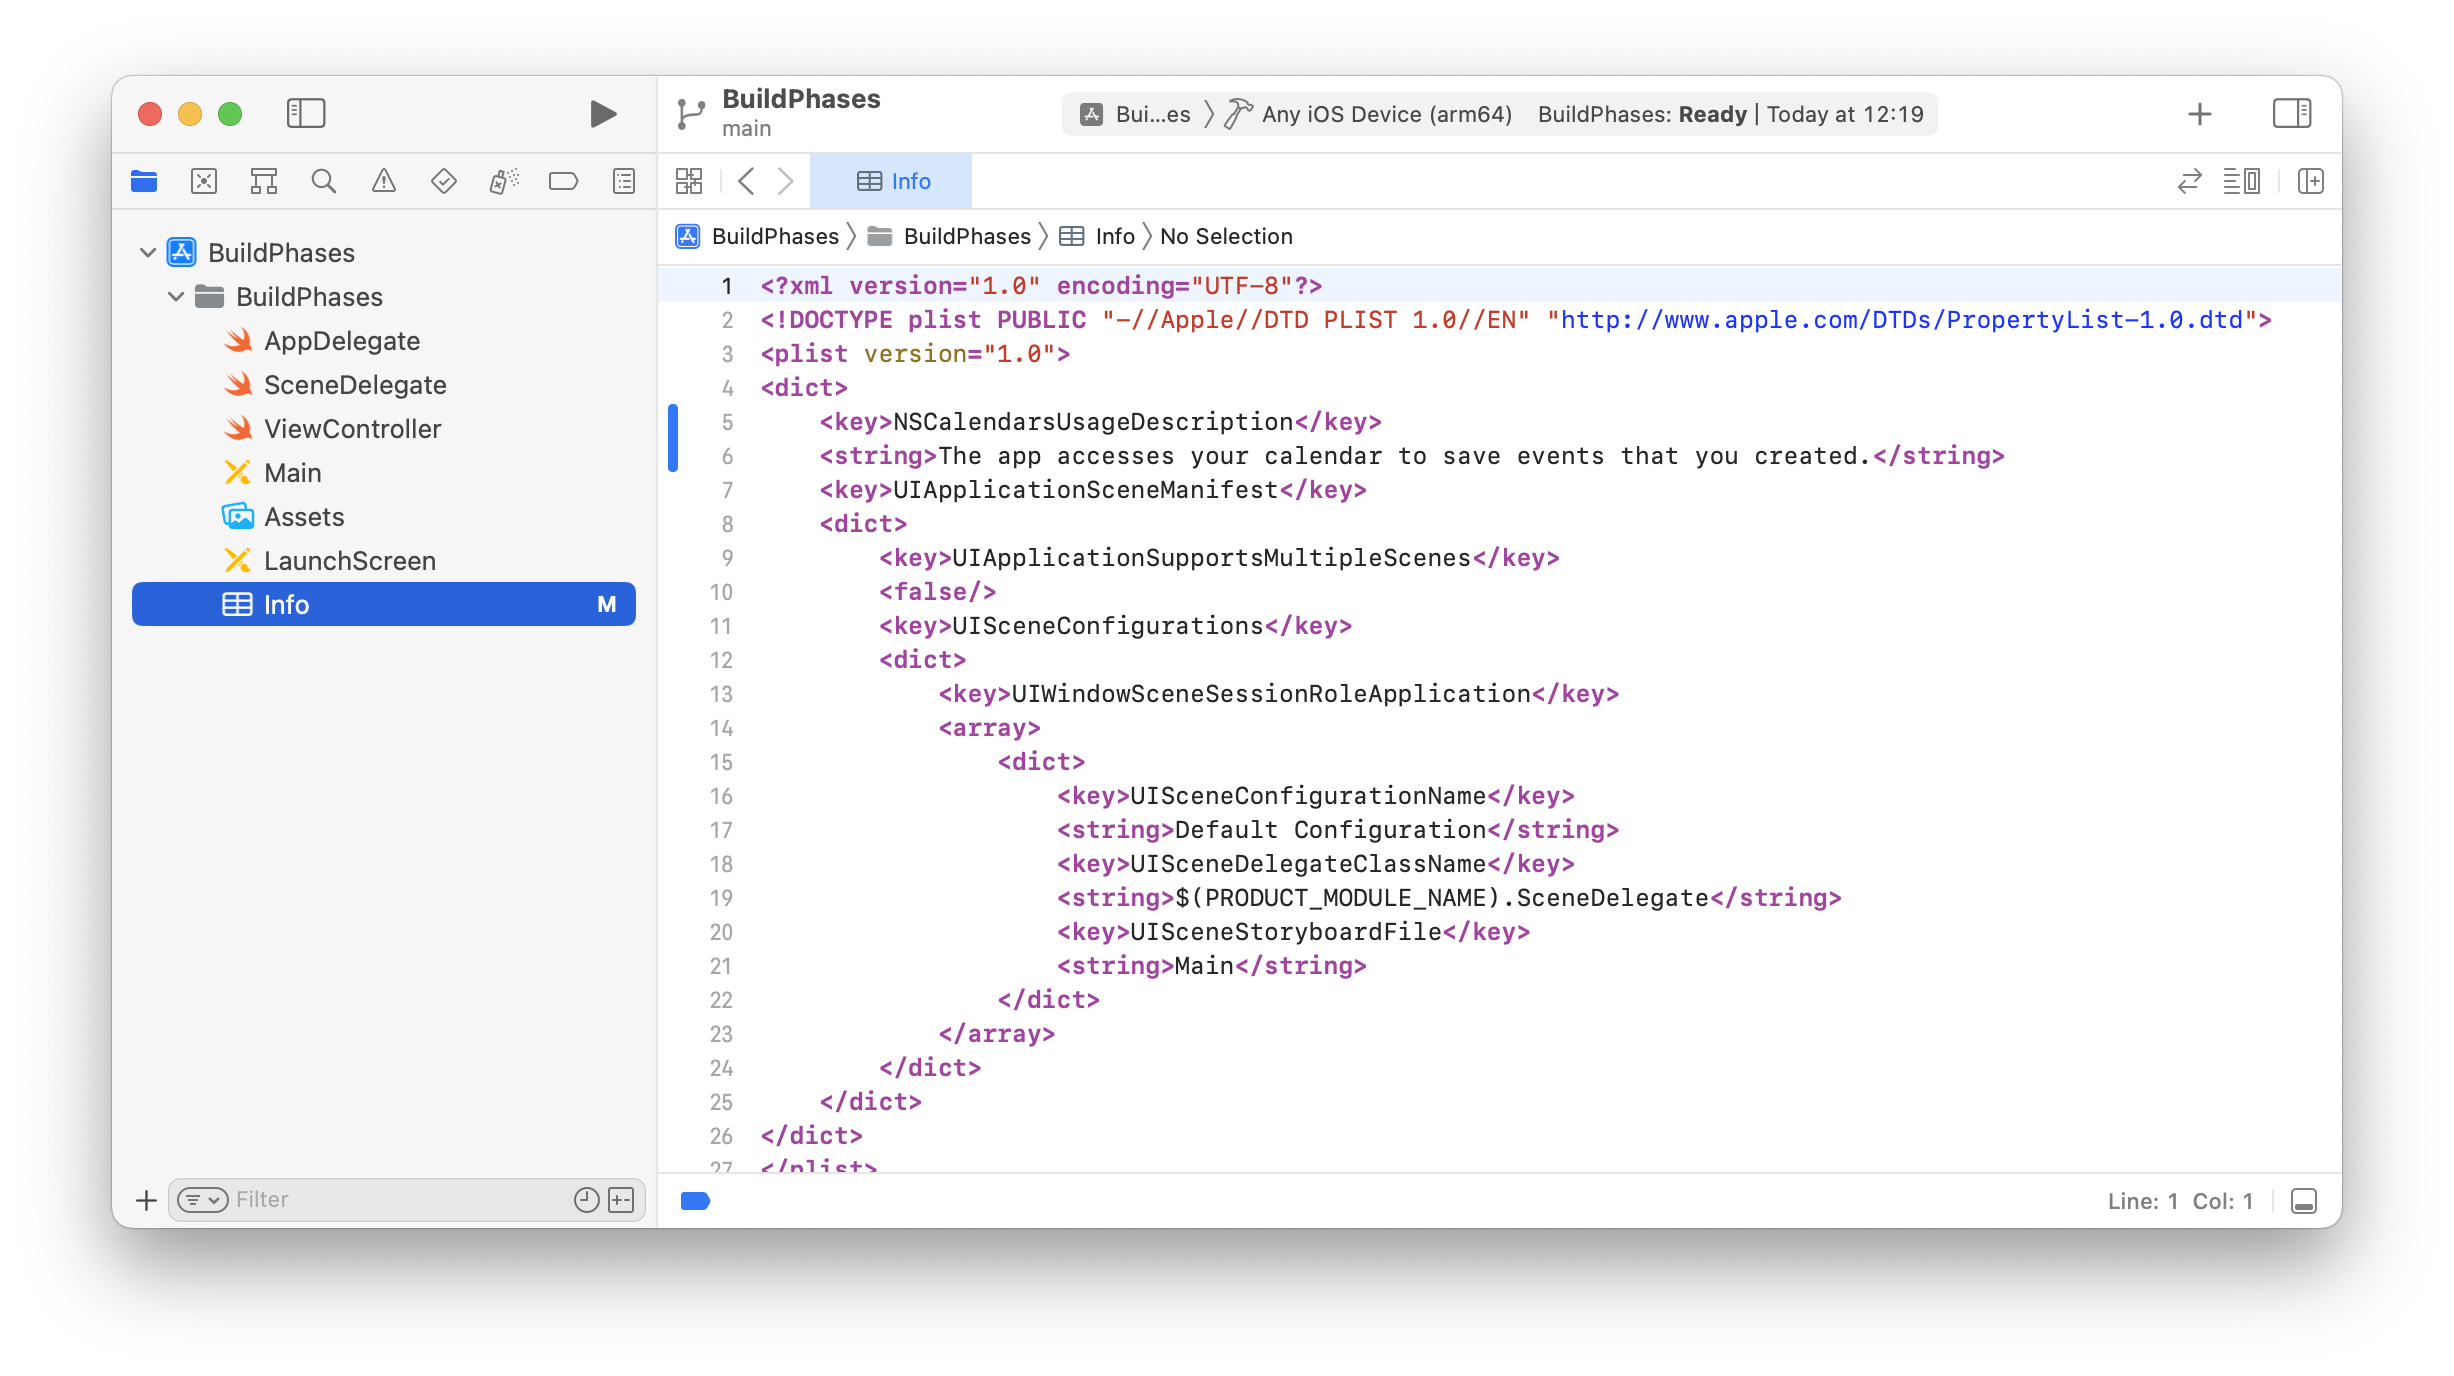 BuildPhases
main
Bui...es
Any iOS Device (arm64)
BuildPhases: Ready | Today at 12:19
Info
BuildPhases
BuildPhases
Info
No Selection
BuildPhases
BuildPhases
AppDelegate
SceneDelegate
ViewController
Main
Assets
LaunchScreen
Info M
Filter
1 <?xml version="1.0" encoding="UTF-8"?>
2 <!DOCTYPE plist PUBLIC "-//Apple//DTD PLIST 1.0//EN" "http://www.apple.com/DTDs/PropertyList-1.0.dtd">
3 <plist version="1.0">
4 <dict>
5 <key>NSCalendarsUsageDescription</key>
6 <string>The app accesses your calendar to save events that you created.</string>
7 <key>UIApplicationSceneManifest</key>
8 <dict>
9 <key>UIApplicationSupportsMultipleScenes</key>
10 <false/>
11 <key>UISceneConfigurations</key>
12 <dict>
13 <key>UIWindowSceneSessionRoleApplication</key>
14 <array>
15 <dict>
16 <key>UISceneConfigurationName</key>
17 <string>Default Configuration</string>
18 <key>UISceneDelegateClassName</key>
19 <string>$(PRODUCT_MODULE_NAME).SceneDelegate</string>
20 <key>UISceneStoryboardFile</key>
21 <string>Main</string>
22 </dict>
23 </array>
24 </dict>
25 </dict>
26 </dict>
27 </plist>
Line: 1 Col: 1